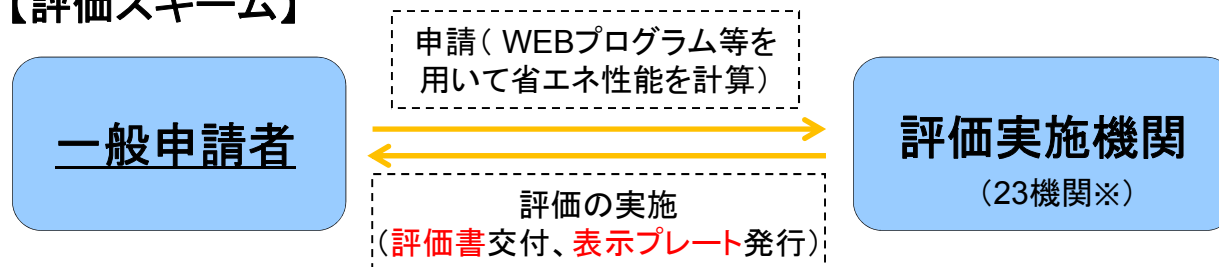 【評価スキーム】
申請( WEBプログラム等を
用いて省エネ性能を計算)
一般申請者
評価実施機関
(23機関※)
評価の実施
(評価書交付、表示プレート発行)